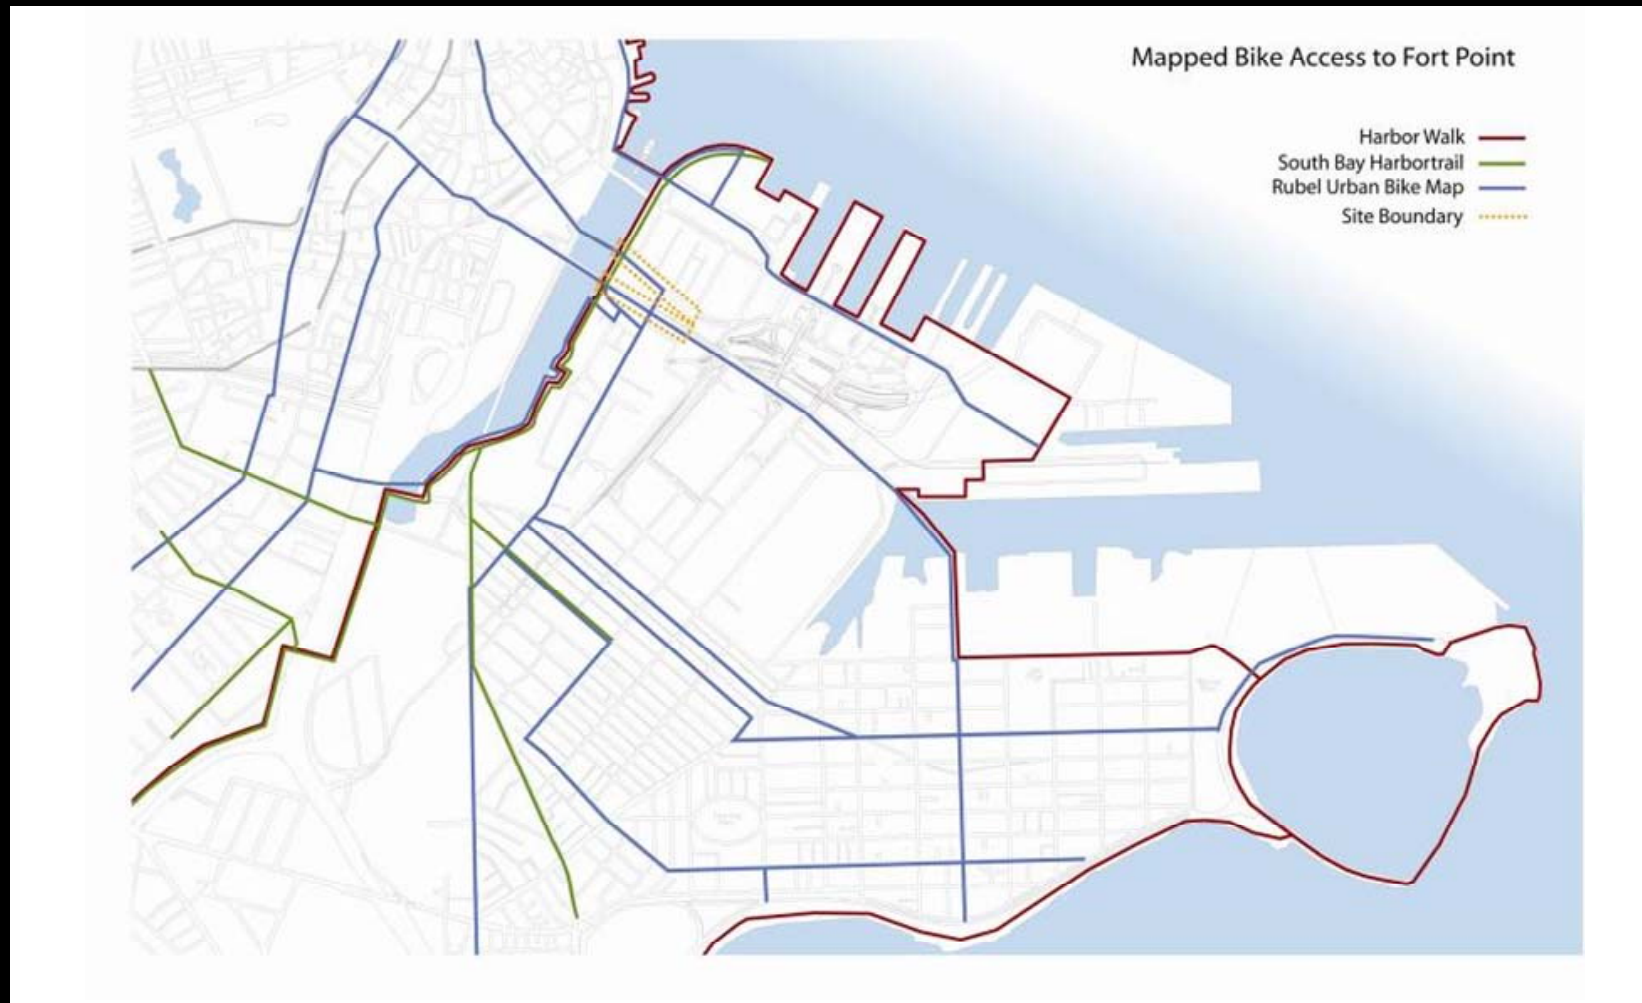 Mapped Bike Access to Fort Point
Harbor Walk
South Bay Harbortrail
Rubel Urban Bike Map
Site Boundary